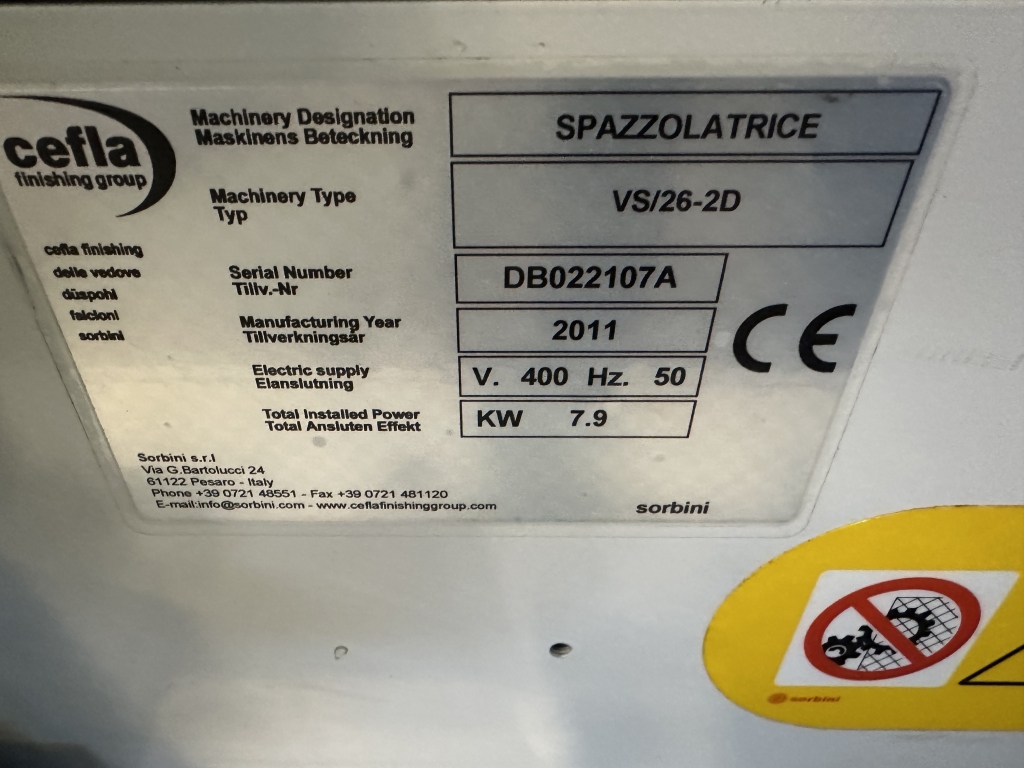 cefla
finishing group
cefla finishing
delle vedove
düspohl
falcioni
sorbini
Machinery Designation
Maskinens Beteckning
SPAZZOLATRICE
Machinery Type
Typ
VS/26-2D
Serial Number
Tillv.-Nr
DB022107A
Manufacturing Year
Tillverkningsår
2011
Electric supply
Elanslutning
V. 400 Hz. 50
Total Installed Power
Total Ansluten Effekt
KW 7.9
CE
Sorbini s.r.l
Via G.Bartolucci 24
61122 Pesaro - Italy
Phone +39 0721 48551 - Fax +39 0721 481120
E-mail:info@sorbini.com - www.ceflafinishinggroup.com
sorbini
sorbini